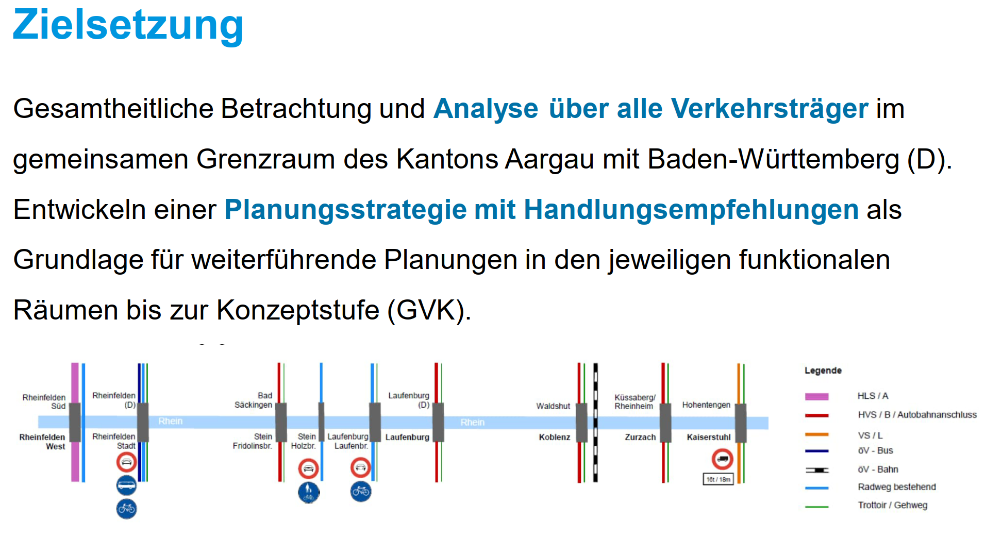 Zielsetzung
Gesamtheitliche Betrachtung und Analyse über alle Verkehrsträger im
gemeinsamen Grenzraum des Kantons Aargau mit Baden-Württemberg (D).
Entwickeln einer Planungsstrategie mit Handlungsempfehlungen als
Grundlage für weiterführende Planungen in den jeweiligen funktionalen
Räumen bis zur Konzeptstufe (GVK).
Rheinfelden
Süd
Rheinfelden
(D)
Bad
Säckingen
Laufenburg
(D)
Waldshut
Küssaberg/
Rheinheim
Hohentengen
Rhein
Rhein
Rheinfelden
West
Rheinfelden
Stadt
Stein
Fridolinsbr.
Stein
Holzbr.
Laufenburg
Laufenbr.
Laufenburg
Koblenz
Zurzach
Kaiserstuhl
16t / 18m
Legende
HLS / A
HVS / B / Autobahnanschluss
VS / L
öV - Bus
öV - Bahn
Radweg bestehend
Trottoir / Gehweg